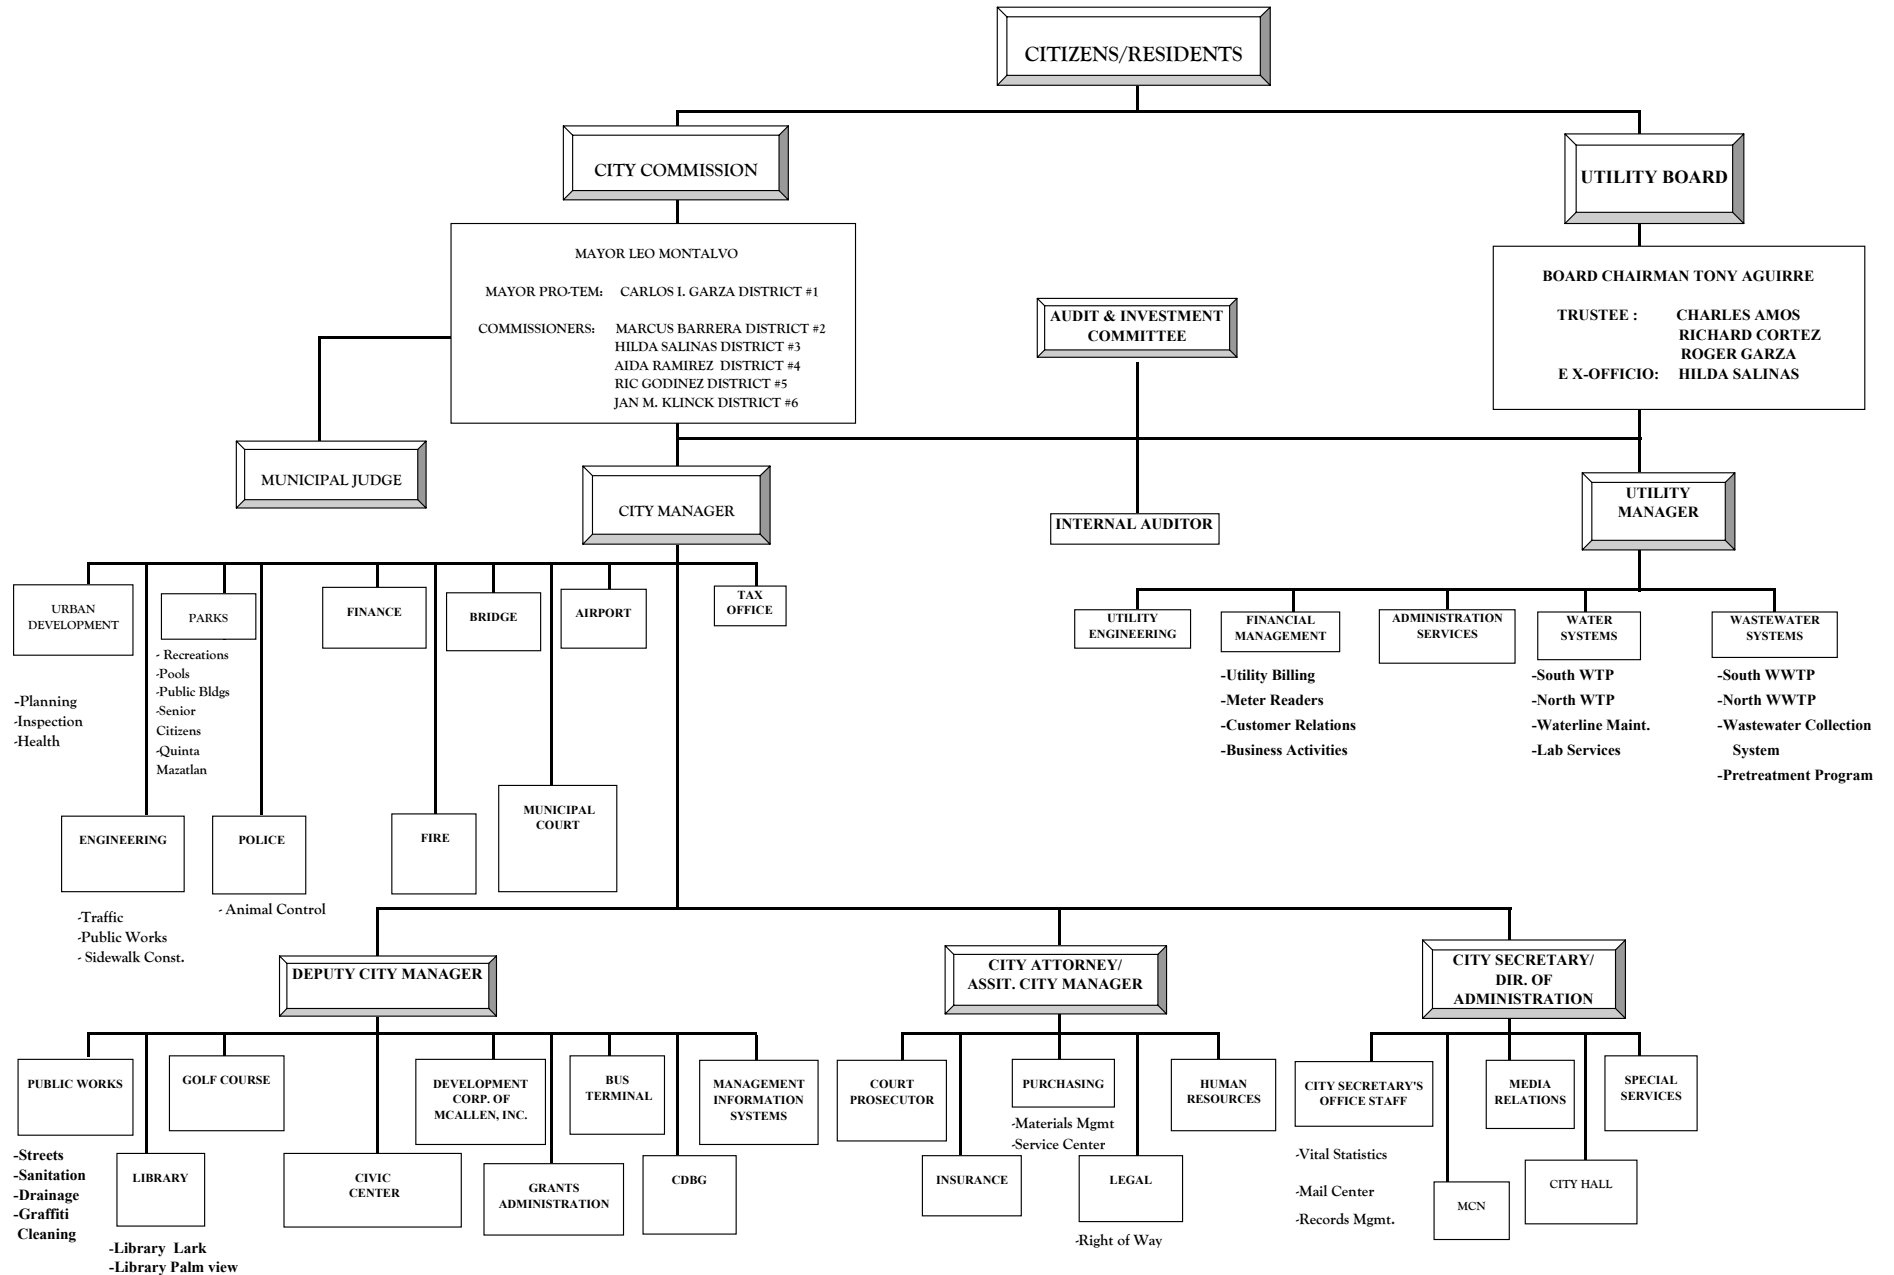 CITIZENS/RESIDENTS
CITY COMMISSION
UTILITY BOARD
MAYOR LEO MONTALVO
MAYOR PRO-TEM: CARLOS I. GARZA DISTRICT #1
COMMISSIONERS: MARCUS BARRERA DISTRICT #2
HILDA SALINAS DISTRICT #3
AIDA RAMIREZ DISTRICT #4
RIC GODINEZ DISTRICT #5
JAN M. KLINCK DISTRICT #6
BOARD CHAIRMAN TONY AGUIRRE
TRUSTEE : CHARLES AMOS
RICHARD CORTEZ
ROGER GARZA
E X-OFFICIO: HILDA SALINAS
AUDIT & INVESTMENT
COMMITTEE
MUNICIPAL JUDGE
CITY MANAGER
INTERNAL AUDITOR
UTILITY
MANAGER
URBAN
DEVELOPMENT
-Planning
-Inspection
-Health
PARKS
- Recreations
-Pools
-Public Bldgs
-Senior
Citizens
-Quinta
Mazatlan
FINANCE
BRIDGE
AIRPORT
TAX
OFFICE
UTILITY
ENGINEERING
FINANCIAL
MANAGEMENT
-Utility Billing
-Meter Readers
-Customer Relations
-Business Activities
ADMINISTRATION
SERVICES
WATER
SYSTEMS
-South WTP
-North WTP
-Waterline Maint.
-Lab Services
WASTEWATER
SYSTEMS
-South WWTP
-North WWTP
-Wastewater Collection
System
-Pretreatment Program
ENGINEERING
-Traffic
-Public Works
- Sidewalk Const.
POLICE
- Animal Control
FIRE
MUNICIPAL
COURT
DEPUTY CITY MANAGER
CITY ATTORNEY/
ASSIT. CITY MANAGER
CITY SECRETARY/
DIR. OF
ADMINISTRATION
PUBLIC WORKS
-Streets
-Sanitation
-Drainage
-Graffiti
Cleaning
LIBRARY
-Library Lark
-Library Palm view
GOLF COURSE
CIVIC
CENTER
DEVELOPMENT
CORP. OF
MCALLEN, INC.
GRANTS
ADMINISTRATION
BUS
TERMINAL
CDBG
MANAGEMENT
INFORMATION
SYSTEMS
COURT
PROSECUTOR
INSURANCE
PURCHASING
-Materials Mgmt
-Service Center
LEGAL
-Right of Way
HUMAN
RESOURCES
CITY SECRETARY'S
OFFICE STAFF
-Vital Statistics
-Mail Center
-Records Mgmt.
MCN
MEDIA
RELATIONS
CITY HALL
SPECIAL
SERVICES